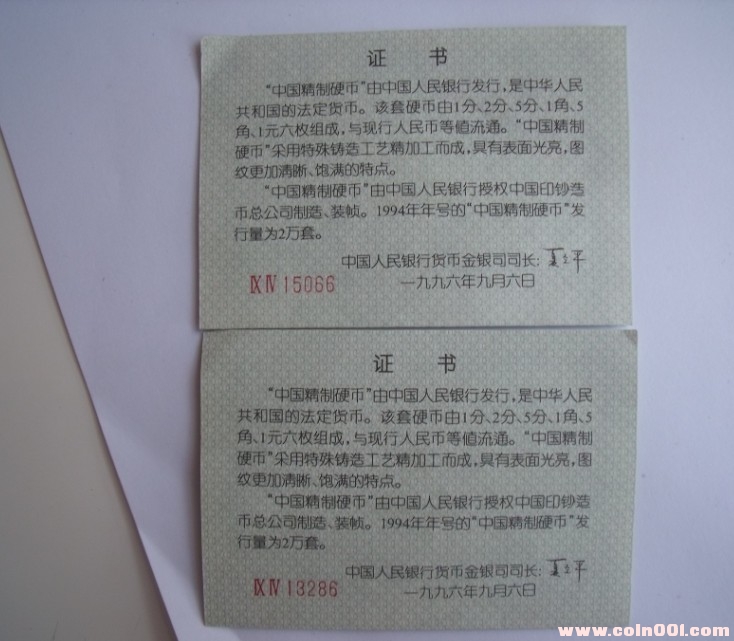 证 书
“中国精制硬币”由中国人民银行发行，是中华人民
共和国的法定货币。该套硬币由1分、2分、5分、1角、5
角、1元六枚组成，与现行人民币等值流通。“中国精制
硬币”采用特殊铸造工艺精加工而成，具有表面光亮，图
纹更加清晰、饱满的特点。
“中国精制硬币”由中国人民银行授权中国印钞造
币总公司制造、装帧。1994年年号的“中国精制硬币”发
行量为2万套。
中国人民银行货币金银司司长：
ⅨⅣ 15066
一九九六年九月六日
证 书
“中国精制硬币”由中国人民银行发行，是中华人民
共和国的法定货币。该套硬币由1分、2分、5分、1角、5
角、1元六枚组成，与现行人民币等值流通。“中国精制
硬币”采用特殊铸造工艺精加工而成，具有表面光亮，图
纹更加清晰、饱满的特点。
“中国精制硬币”由中国人民银行授权中国印钞造
币总公司制造、装帧。1994年年号的“中国精制硬币”发
行量为2万套。
中国人民银行货币金银司司长：
ⅨⅣ 13286
一九九六年九月六日
www.coin001.com